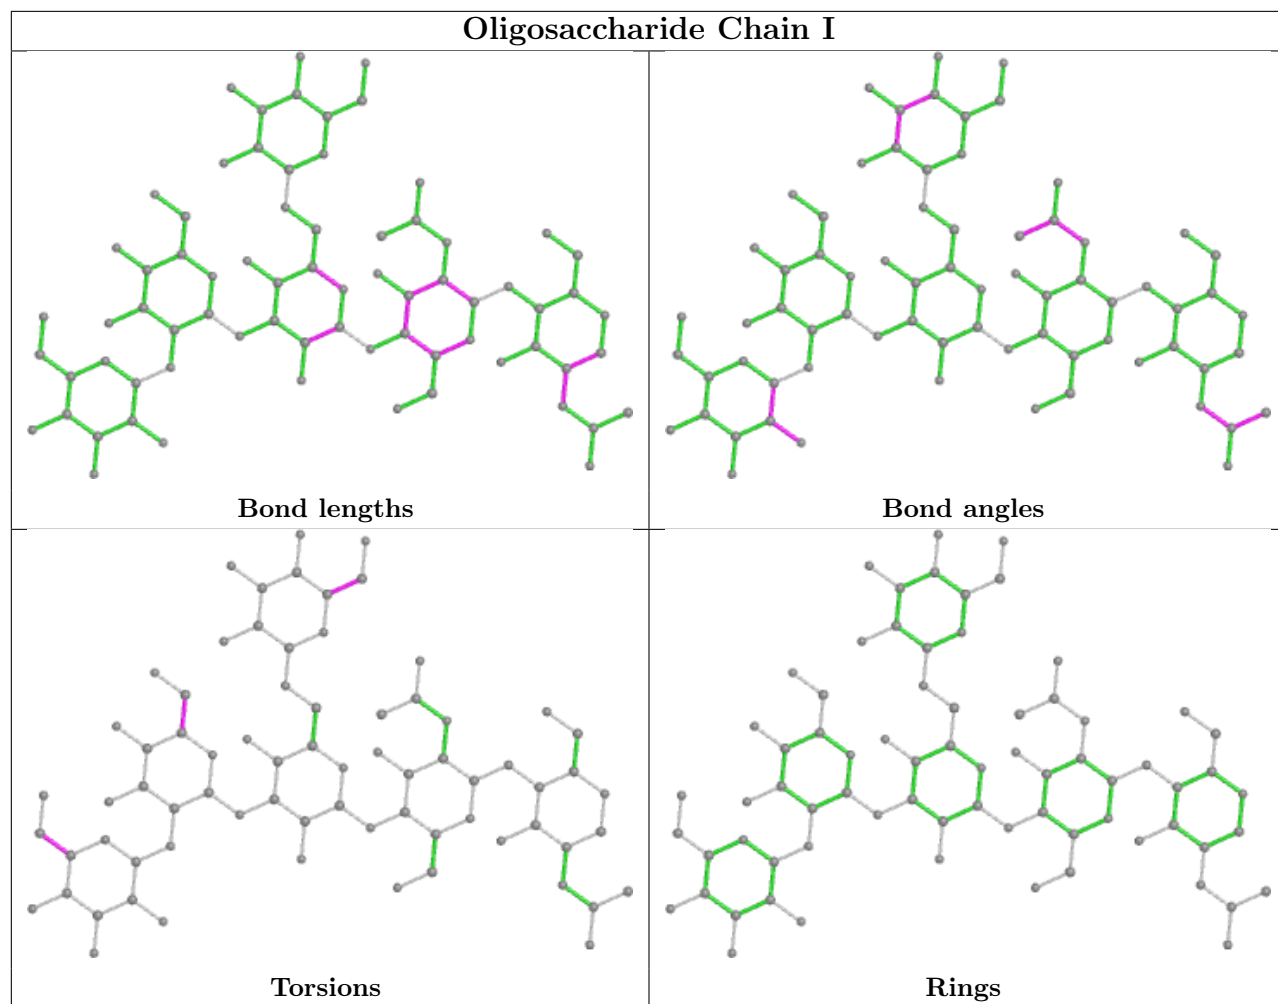 Oligosaccharide Chain I
Bond lengths
Bond angles
Torsions
Rings